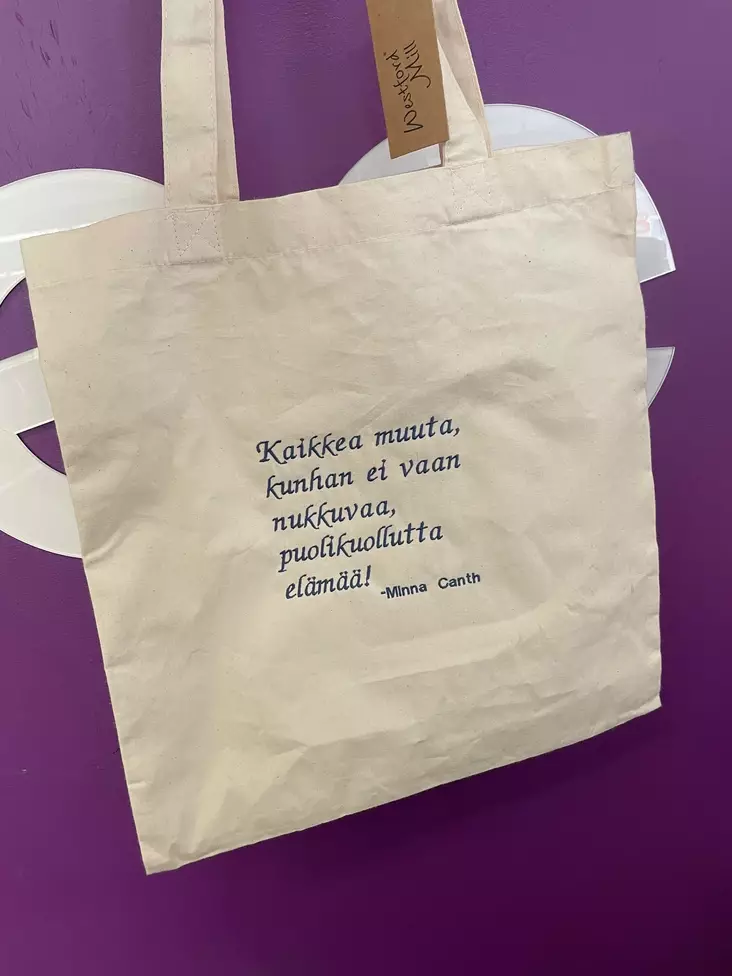 Westford
Mill
Kaikkea muuta,
kunhan ei vaan
nukkuvaa,
puolikuollutta
elämää!
-Minna Canth